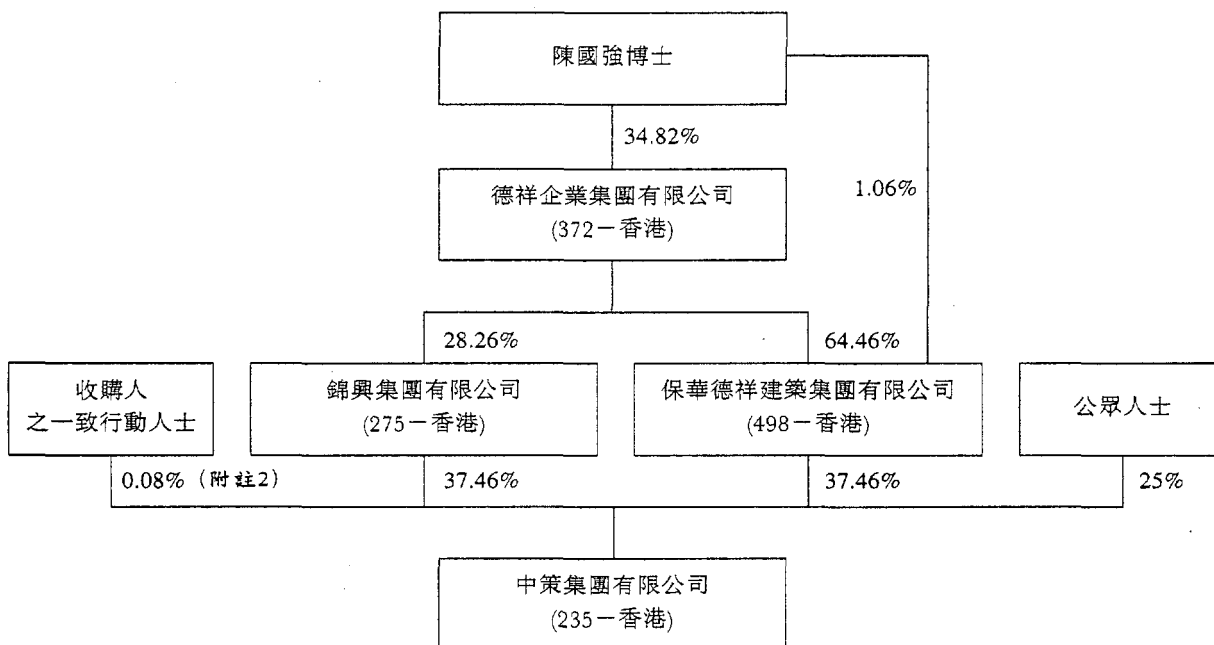 陳國強博士
34.82%
德祥企業集團有限公司
(372－香港)
1.06%
28.26%
64.46%
收購人
之一致行動人士
錦興集團有限公司
(275－香港)
保華德祥建築集團有限公司
(498－香港)
公眾人士
0.08% (附註2)
37.46%
37.46%
25%
中策集團有限公司
(235－香港)